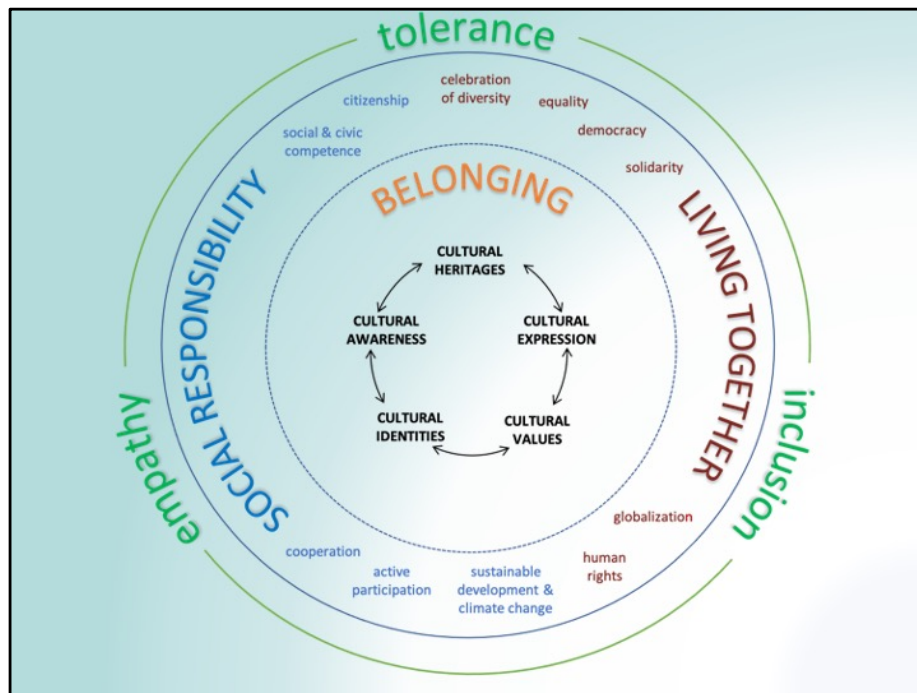 tolerance
celebration
of diversity
citizenship
equality
social & civic
competence
democracy
solidarity
BELONGING
SOCIAL RESPONSIBILITY
LIVING TOGETHER
CULTURAL
HERITAGES
CULTURAL
AWARENESS
CULTURAL
EXPRESSION
CULTURAL
IDENTITIES
CULTURAL
VALUES
empathy
inclusion
globalization
cooperation
human
rights
active
participation
sustainable
development &
climate change